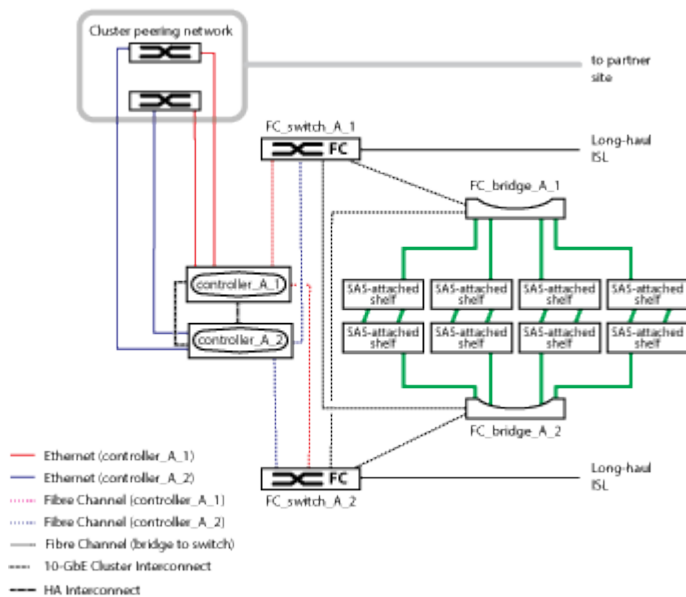 Cluster peering network
to partner
site
FC_switch_A_1
FC
Long-haul
ISL
FC_bridge_A_1
controller_A_1
SAS-attached
shelf
SAS-attached
shelf
SAS-attached
shelf
SAS-attached
shelf
controller_A_2
SAS-attached
shelf
SAS-attached
shelf
SAS-attached
shelf
SAS-attached
shelf
FC_bridge_A_2
FC
FC_switch_A_2
Long-haul
ISL
Ethernet (controller_A_1)
Ethernet (controller_A_2)
Fibre Channel (controller_A_1)
Fibre Channel (controller_A_2)
Fibre Channel (bridge to switch)
10-GbE Cluster Interconnect
HA Interconnect